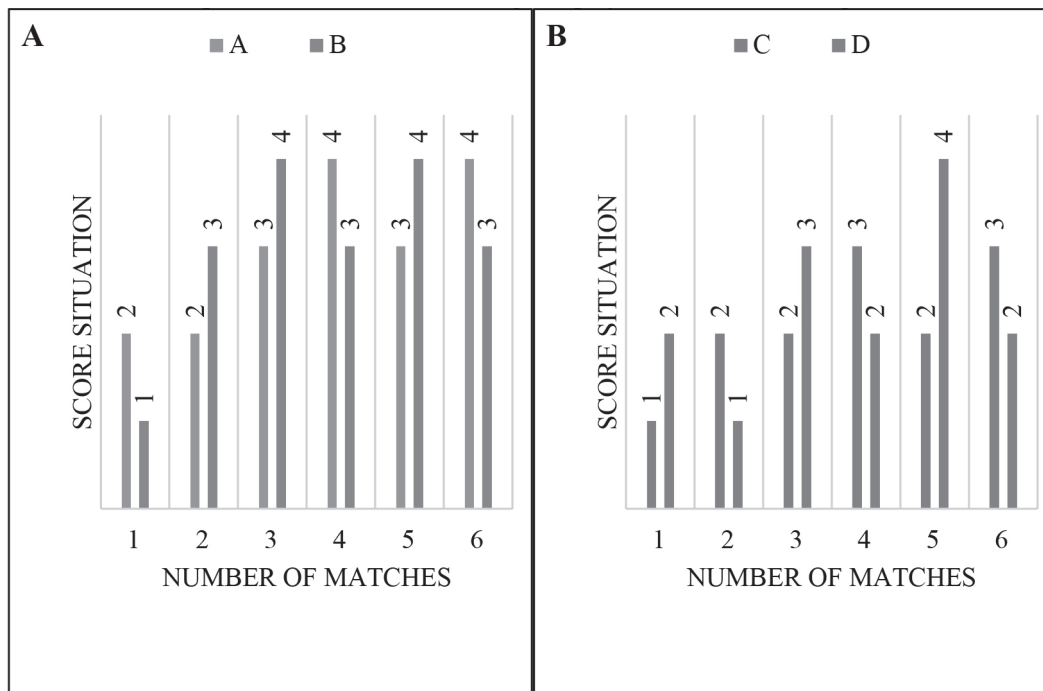 A
A B
SCORE SITUATION
2 1 2 3 3 4 4 3 3 4 4 3
1 2 3 4 5 6
NUMBER OF MATCHES
B
C D
SCORE SITUATION
1 2 2 1 2 3 3 2 2 4 3 2
1 2 3 4 5 6
NUMBER OF MATCHES